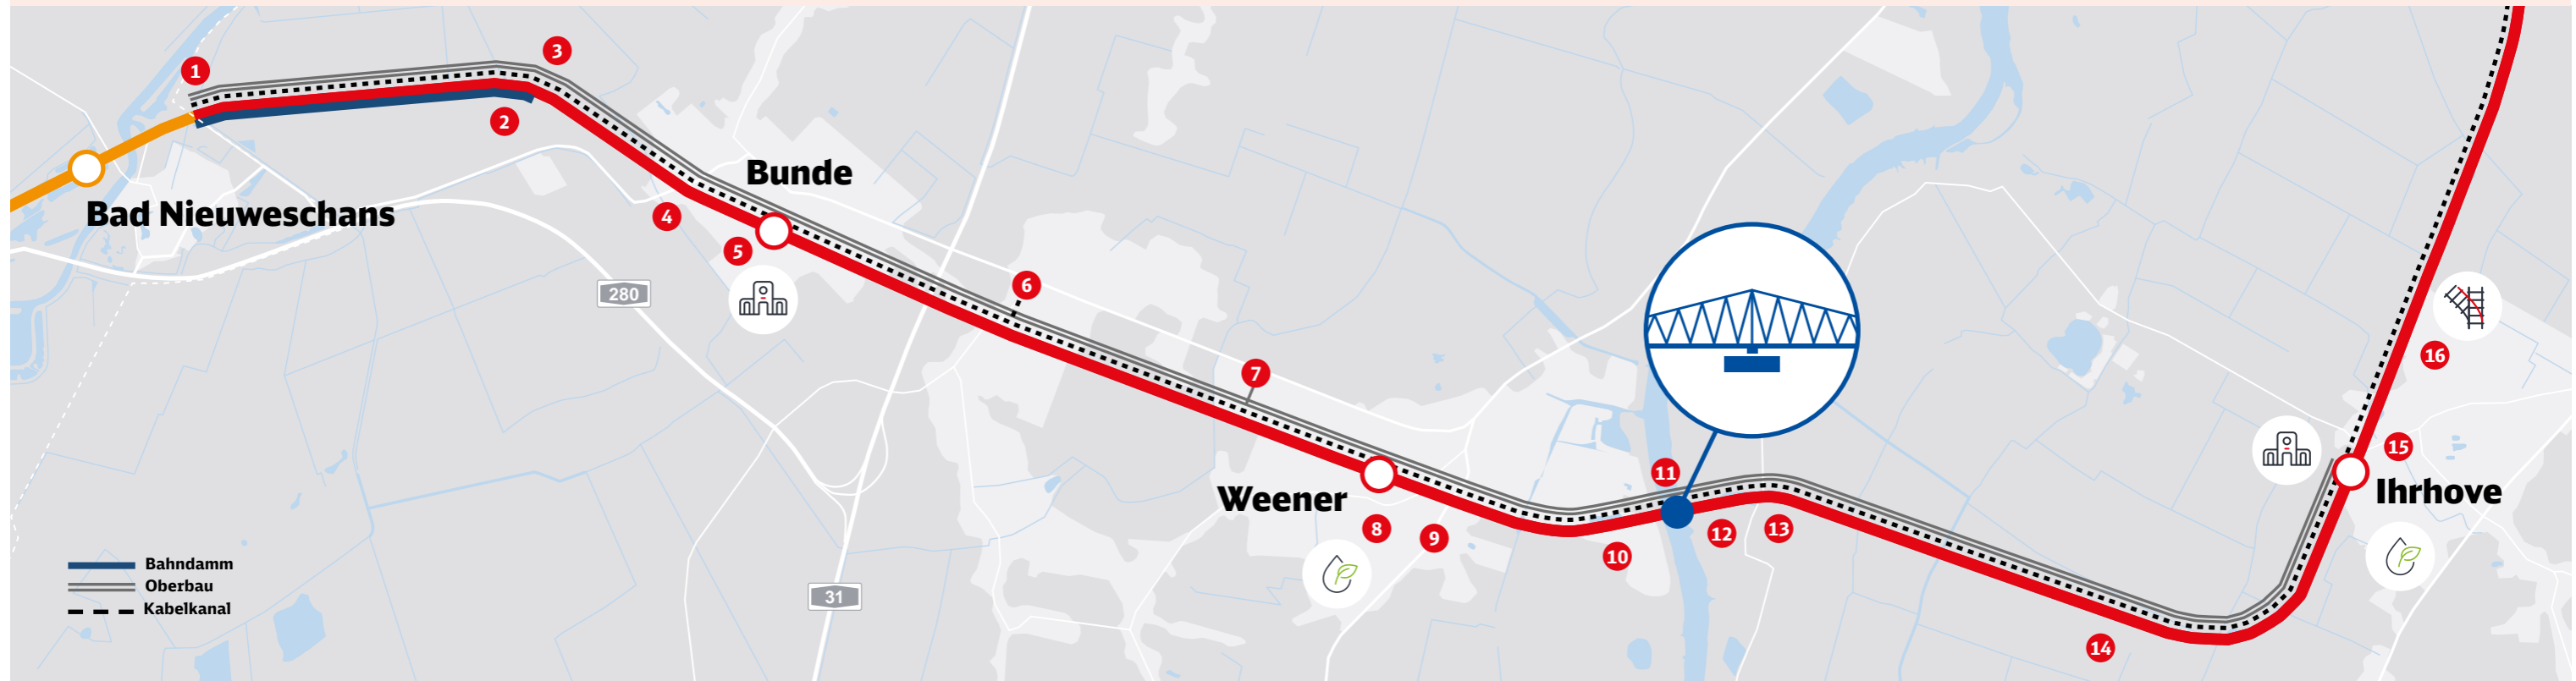 1
3
2
Bunde
Bad Nieuweschans
4
5
280
6
7
Weener
8
9
10
11
12
13
14
15
16
Ihrhove
31
Bahndamm
Oberbau
Kabelkanal